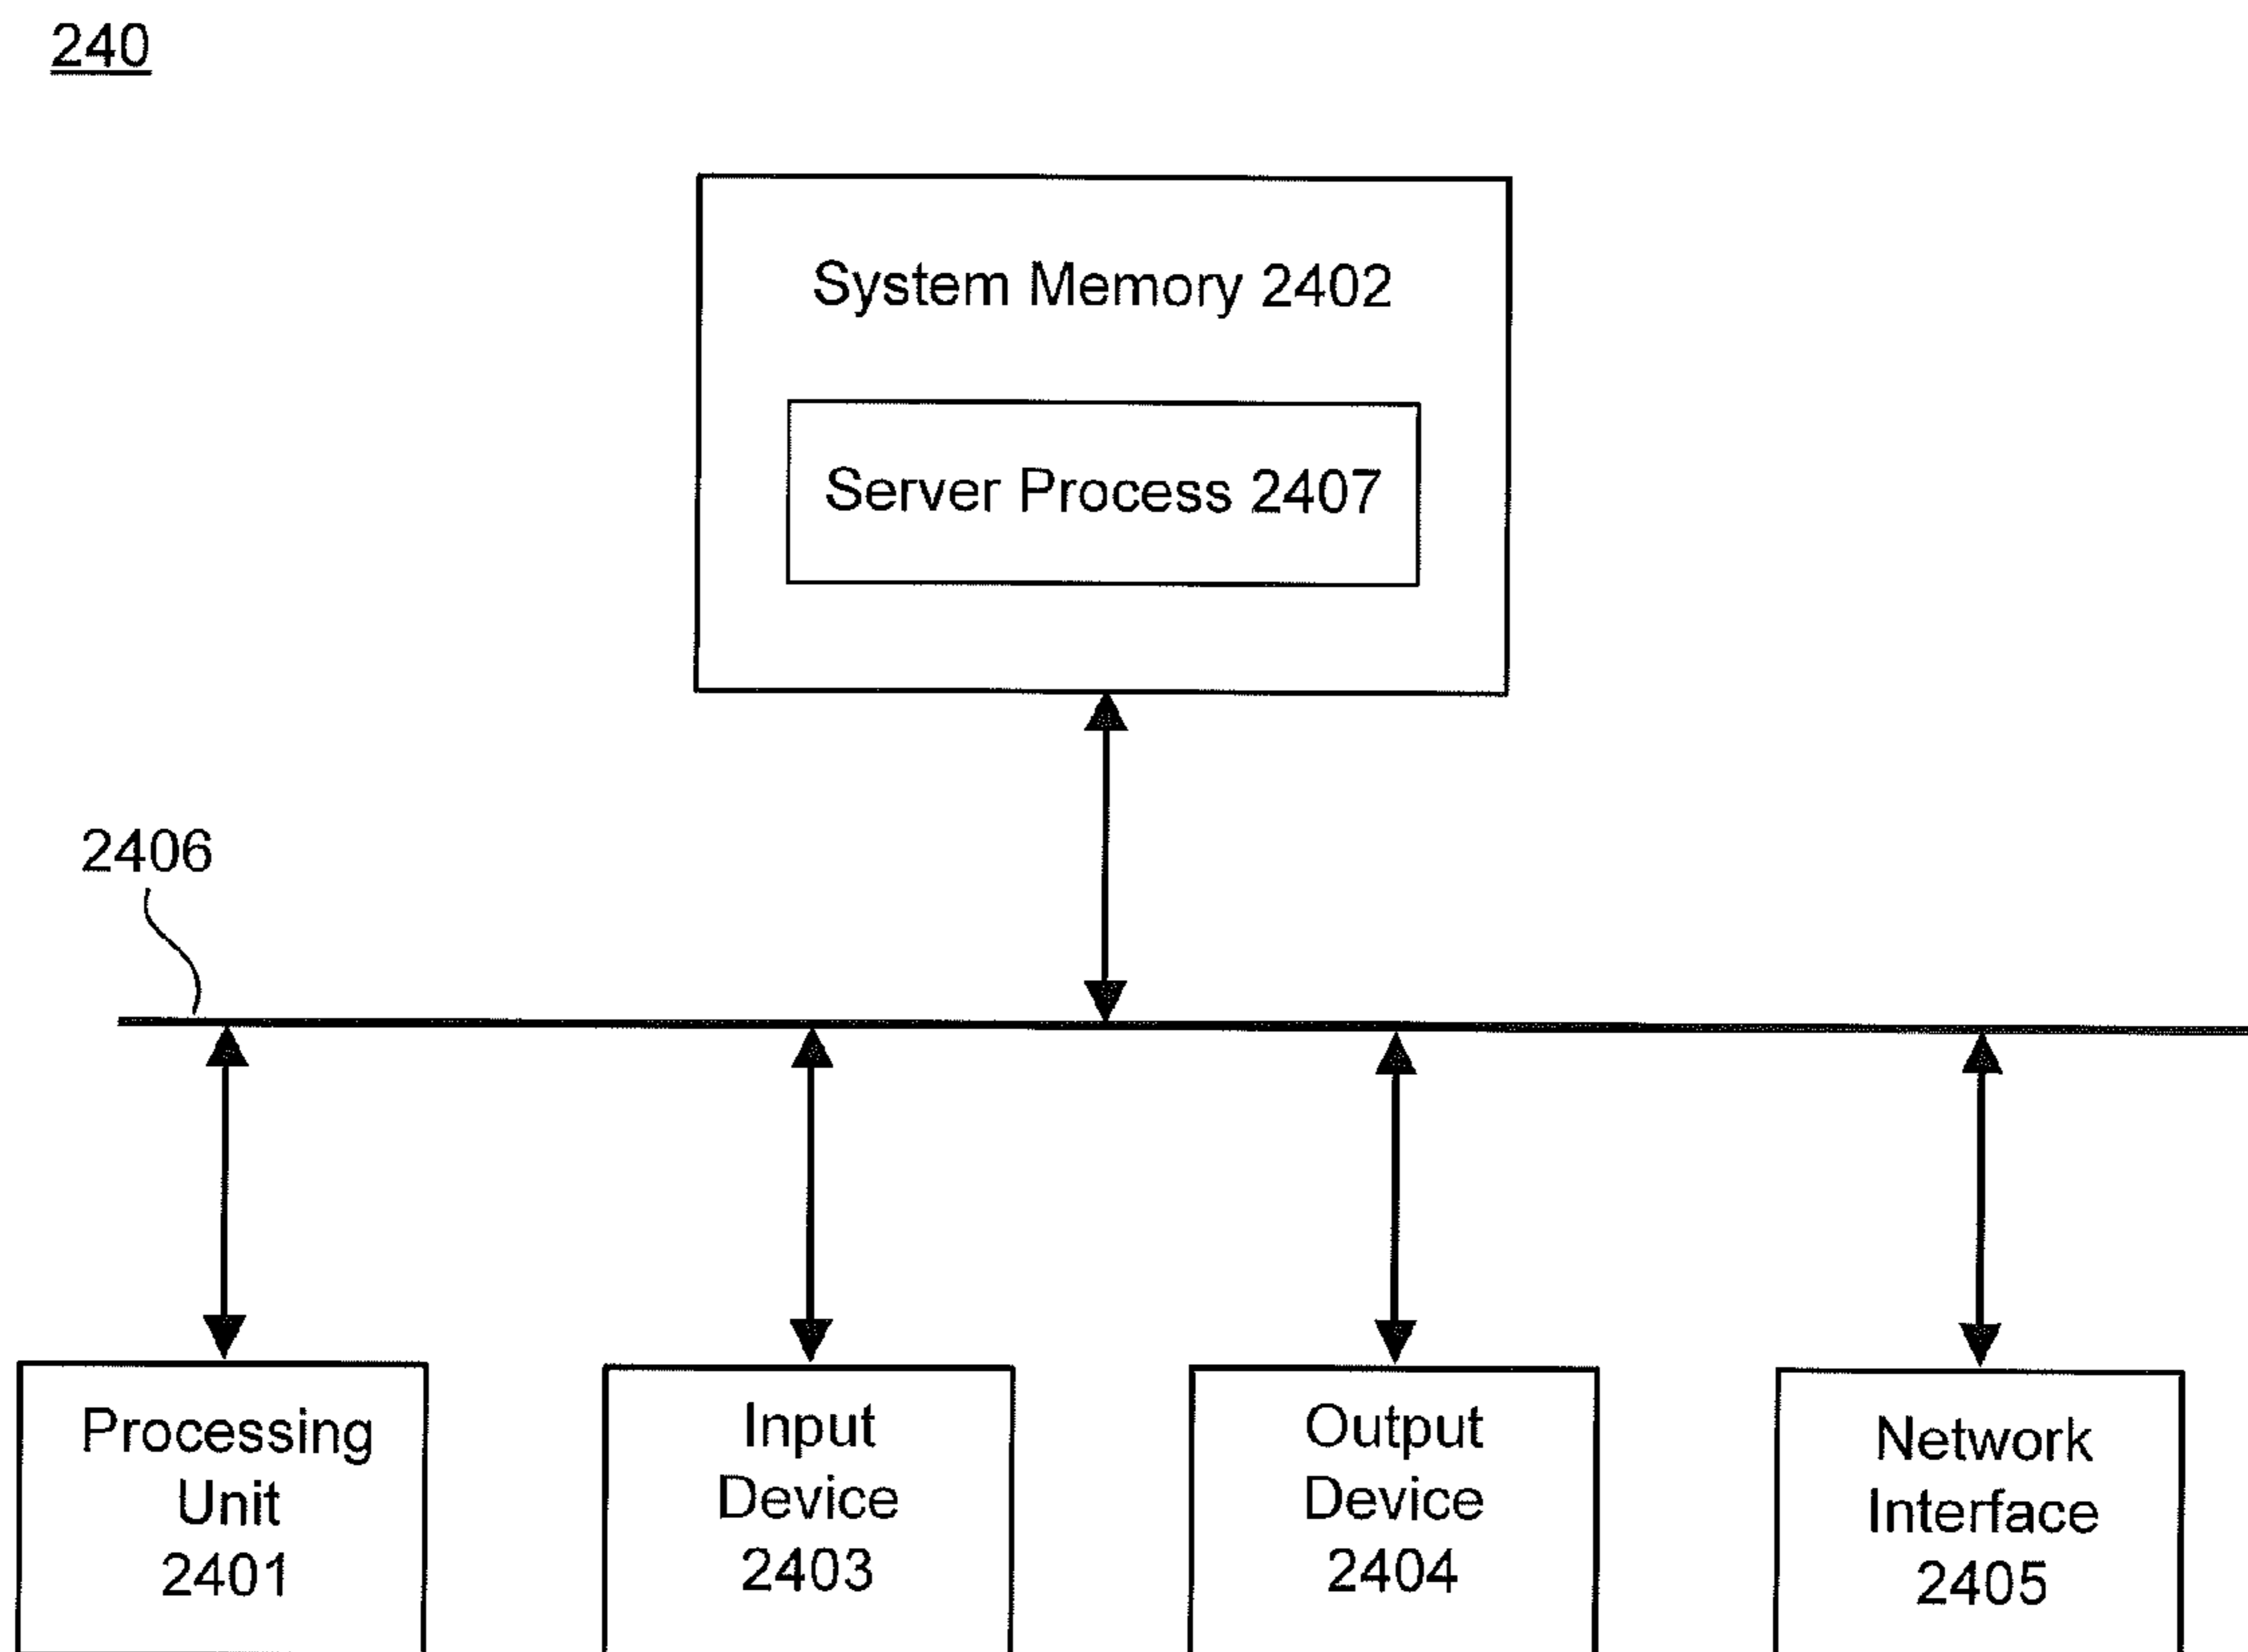 240
System Memory 2402
Server Process 2407
2406
Processing
Unit
2401
Input
Device
2403
Output
Device
2404
Network
Interface
2405